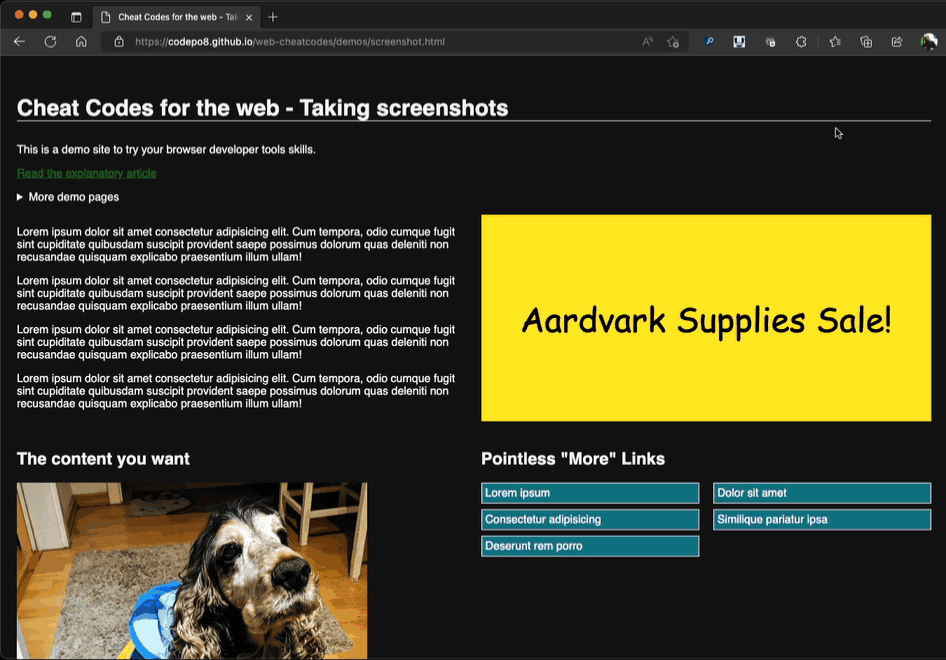 Cheat Codes for the web - Tak
https://codepo8.github.io/web-cheatcodes/demos/screenshot.html
Cheat Codes for the web - Taking screenshots
This is a demo site to try your browser developer tools skills.
Read the explanatory article
More demo pages
Lorem ipsum dolor sit amet consectetur adipisicing elit. Cum tempora, odio cumque fugit
sint cupiditate quibusdam suscipit provident saepe possimus dolorum quas deleniti non
recusandae quisquam explicabo praesentium illum ullam!
Lorem ipsum dolor sit amet consectetur adipisicing elit. Cum tempora, odio cumque fugit
sint cupiditate quibusdam suscipit provident saepe possimus dolorum quas deleniti non
recusandae quisquam explicabo praesentium illum ullam!
Lorem ipsum dolor sit amet consectetur adipisicing elit. Cum tempora, odio cumque fugit
sint cupiditate quibusdam suscipit provident saepe possimus dolorum quas deleniti non
recusandae quisquam explicabo praesentium illum ullam!
Lorem ipsum dolor sit amet consectetur adipisicing elit. Cum tempora, odio cumque fugit
sint cupiditate quibusdam suscipit provident saepe possimus dolorum quas deleniti non
recusandae quisquam explicabo praesentium illum ullam!
Aardvark Supplies Sale!
The content you want
Pointless "More" Links
Lorem ipsum
Dolor sit amet
Consectetur adipisicing
Similique pariatur ipsa
Deserunt rem porro